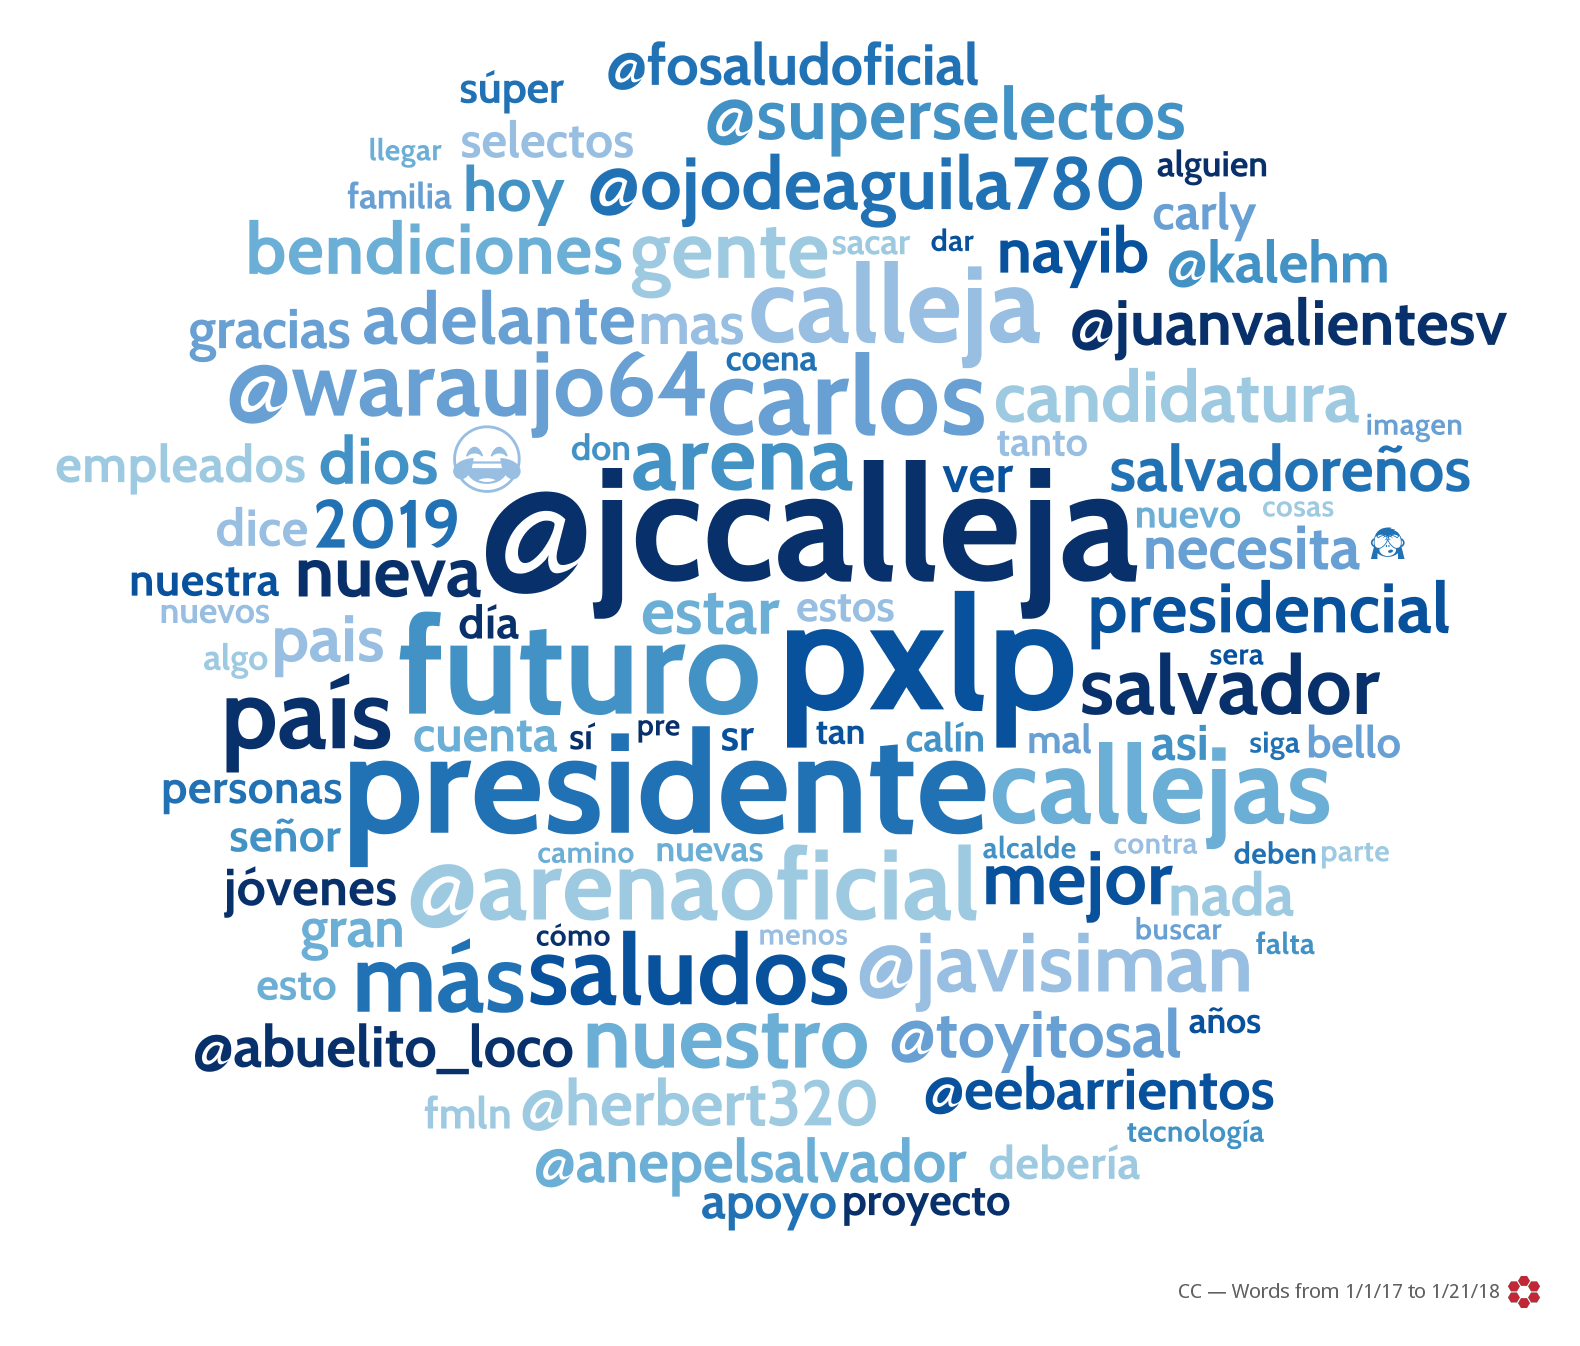 @fosaludoficial
súper
@superselectos
selectos
llegar
alguien
@ojodeaguila780
familia
hoy
carly
bendiciones
gente
sacar
dar
nayib
@kalehm
calleja
gracias
adelante
mas
@juanvalientesv
coena
@waraujo64
carlos
candidatura
imagen
tanto
empleados
dios
don
arena
ver
salvadoreños
dice
2019
@jccalleja
nuevo
cosas
necesita
nuestra
nueva
nuevos
día
estar
estos
presidencial
algo
pais
futuro
pxlp
sera
salvador
país
cuenta
sí
pre
sr
tan
calín
mal
asi
siga
bello
personas
presidente
callejas
señor
camino
nuevas
alcalde
contra
deben
parte
jóvenes
@arenaoficial
mejor
nada
gran
cómo
menos
buscar
falta
esto
más
saludos
@javisiman
@abuelito_loco
nuestro
@toyitosal
años
fmln
@herbert320
@eebarrientos
tecnología
@anepelsalvador
debería
apoyo
proyecto
CC — Words from 1/1/17 to 1/21/18